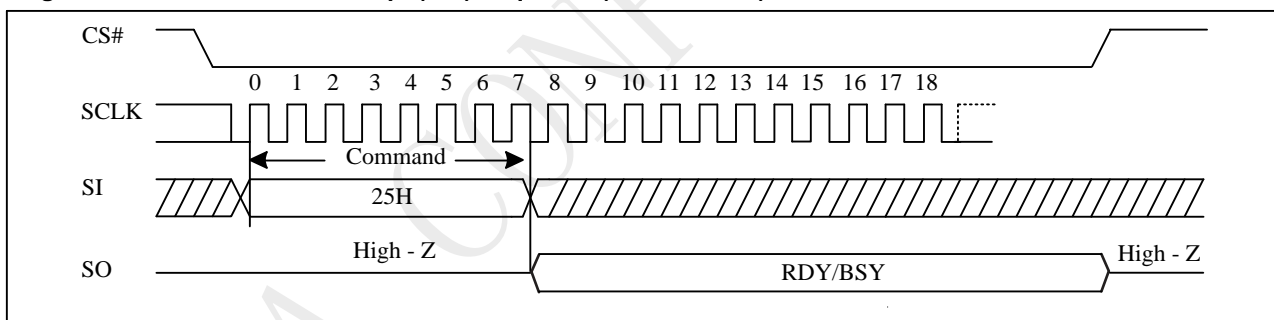 CS#
0 1 2 3 4 5 6 7 8 9 10 11 12 13 14 15 16 17 18
SCLK
Command
SI
25H
High - Z
High - Z
SO
RDY/BSY